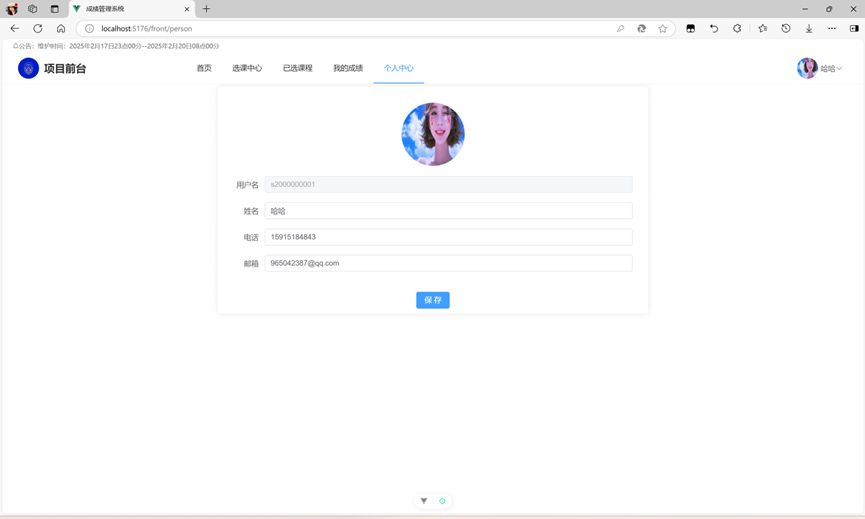 成绩管理系统
localhost:5176/front/person
公告：维护时间：2025年2月17日23点00分--2025年2月20日08点00分
项目前台
首页 选课中心 已选课程 我的成绩 个人中心 哈哈
用户名 s2000000001
姓名 哈哈
电话 15915184843
邮箱 965042387@qq.com
保 存